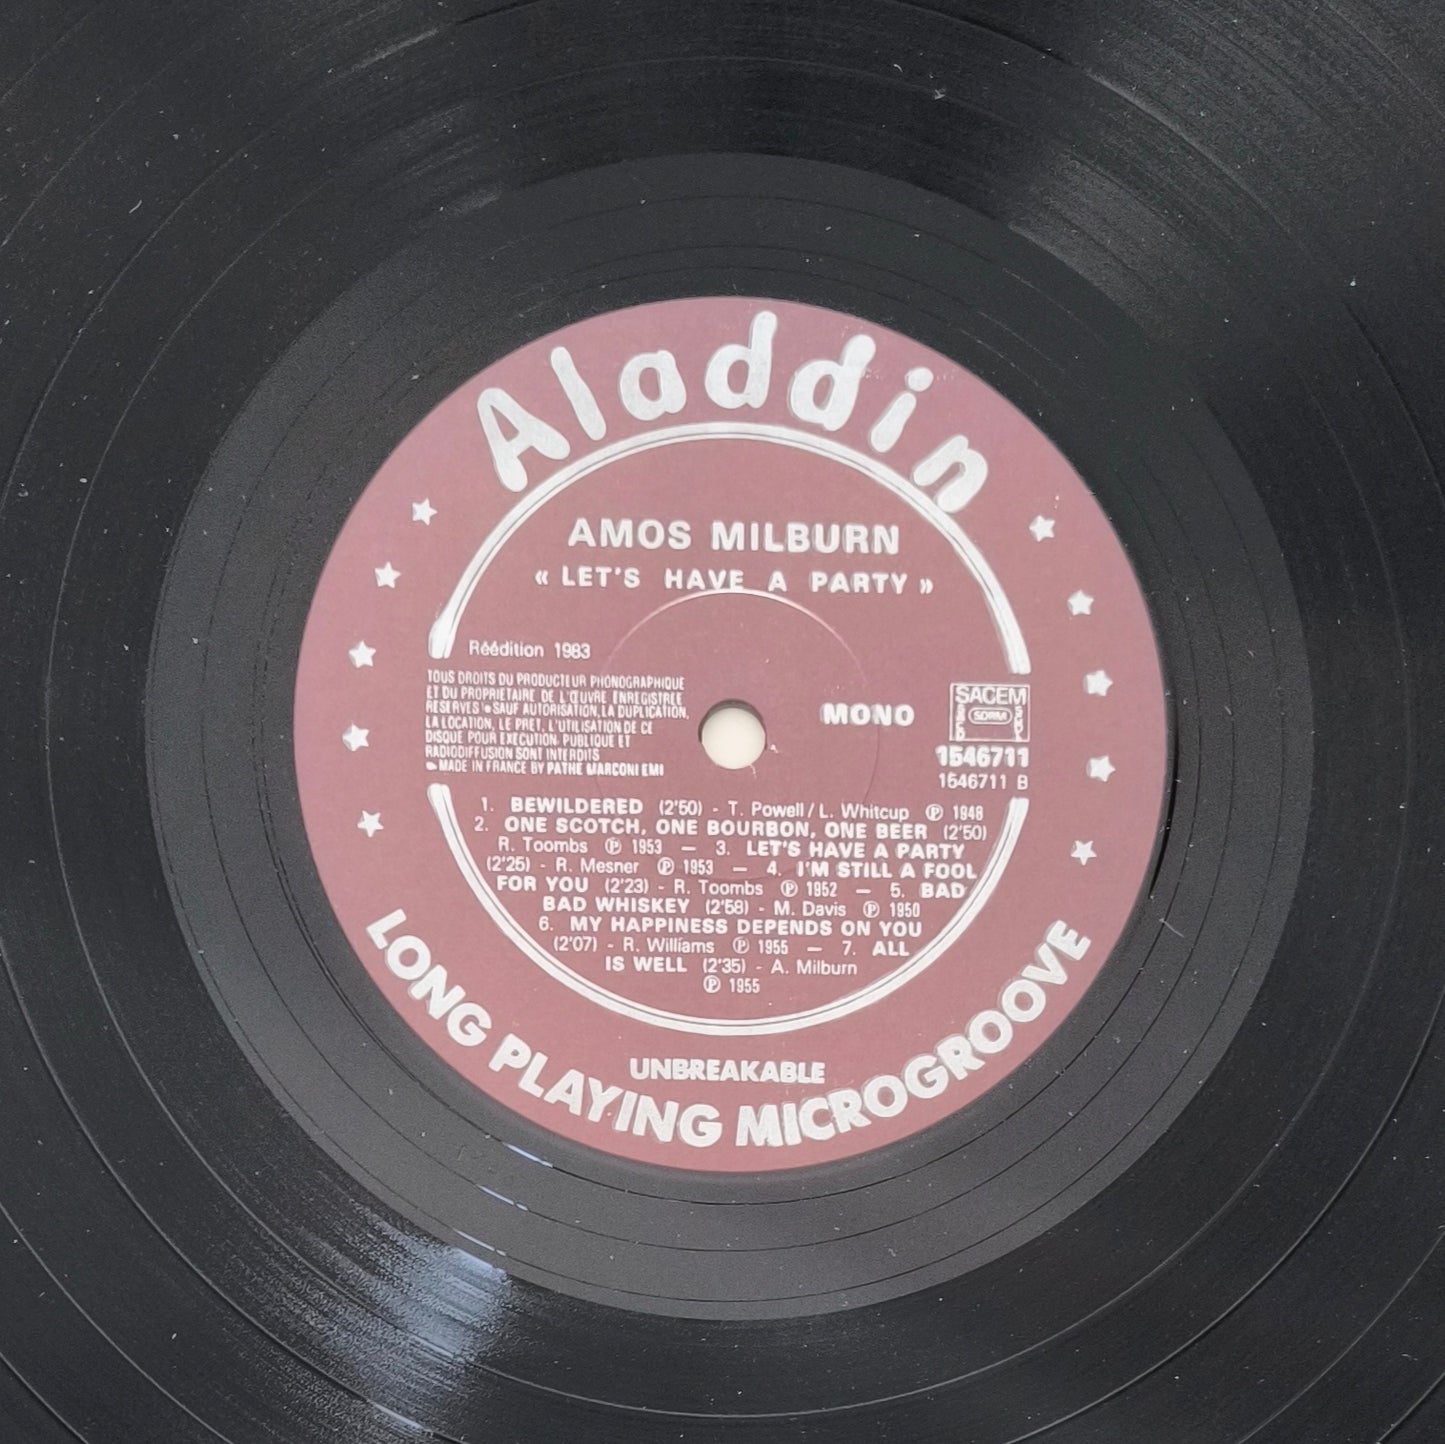 Aladdin
AMOS MILBURN
« LET'S HAVE A PARTY »
Réédition 1983
TOUS DROITS DU PRODUCTEUR PHONOGRAPHIQUE
ET DU PROPRIETAIRE DE L'ŒUVRE ENREGISTREE
RESERVES • SAUF AUTORISATION, LA DUPLICATION,
LA LOCATION, LE PRET, L'UTILISATION DE CE
DISQUE POUR EXECUTION PUBLIQUE ET
RADIODIFFUSION SONT INTERDITS
• MADE IN FRANCE BY PATHE MARCONI EMI
MONO
SACEM
SDRM
1546711
1546711 B
1. BEWILDERED (2'50) - T. Powell / L. Whitcup ℗ 1948
2. ONE SCOTCH, ONE BOURBON, ONE BEER (2'50)
R. Toombs ℗ 1953 — 3. LET'S HAVE A PARTY
(2'25) - R. Mesner ℗ 1953 — 4. I'M STILL A FOOL
FOR YOU (2'23) - R. Toombs ℗ 1952 — 5. BAD
BAD WHISKEY (2'58) - M. Davis ℗ 1950
6. MY HAPPINESS DEPENDS ON YOU
(2'07) - R. Williams ℗ 1955 — 7. ALL
IS WELL (2'35) - A. Milburn
℗ 1955
UNBREAKABLE
LONG PLAYING MICROGROOVE